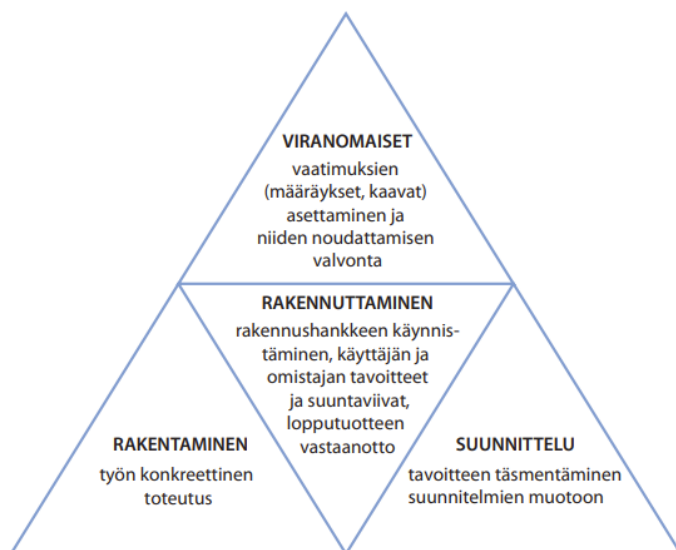 VIRANOMAISET
vaatimuksien
(määräykset, kaavat)
asettaminen ja
niiden noudattamisen
valvonta
RAKENNUTTAMINEN
rakennushankkeen käynnis-
täminen, käyttäjän ja
omistajan tavoitteet
ja suuntaviivat,
lopputuotteen
vastaanotto
RAKENTAMINEN
työn konkreettinen
toteutus
SUUNNITTELU
tavoitteen täsmentäminen
suunnitelmien muotoon